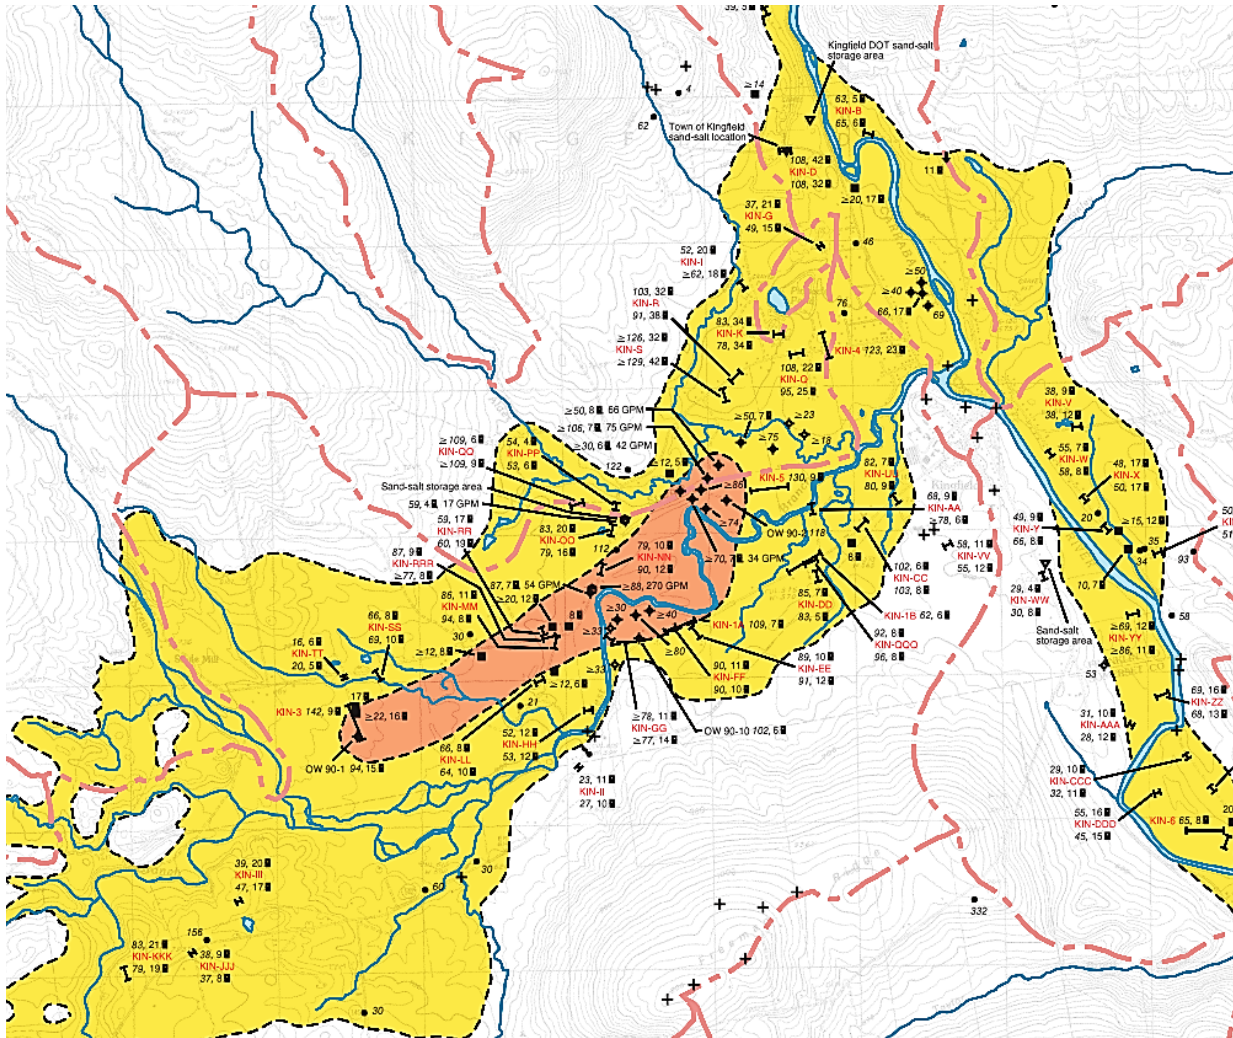 39, 5
Kingfield DOT sand-salt
storage area
≥14
4
62
63, 5
KIN-B
65, 6
Town of Kingfield
sand-salt location
108, 42
KIN-D
108, 32
11
≥20, 17
37, 21
KIN-G
49, 15
46
52, 20
KIN-I
≥62, 18
≥50
≥40
66, 17
69
103, 32
KIN-R
91, 38
76
83, 34
KIN-K
78, 34
≥126, 32
KIN-S
≥129, 42
KIN-4 123, 23
108, 22
KIN-Q
95, 25
38, 9
KIN-V
38, 12
≥50, 8 66 GPM
≥106, 7 75 GPM
≥30, 6 42 GPM
≥50, 7
≥23
≥75
≥18
≥109, 6
KIN-QQ
≥109, 9
54, 4
KIN-PP
53, 6
122
≥12, 5
55, 7
KIN-W
58, 8
82, 7
KIN-U
80, 9
48, 17
KIN-X
50, 17
Sand-salt storage area
59, 4 17 GPM
≥86
KIN-5 130, 9
68, 9
KIN-AA
≥78, 6
59, 17
KIN-RR
60, 19
83, 20
KIN-OO
79, 16
≥74
OW 90-2 118
49, 9
KIN-Y
66, 8
20
≥15, 12
35
34
93
87, 9
KIN-RRR
≥77, 8
112
79, 10
KIN-NN
90, 12
≥70, 7 34 GPM
6
58, 11
KIN-VV
55, 12
102, 6
KIN-CC
103, 8
10, 7
86, 11
KIN-MM
94, 8
87, 7 54 GPM
≥20, 12
≥88, 270 GPM
85, 7
KIN-DD
83, 5
29, 4
KIN-WW
30, 8
66, 8
KIN-SS
69, 10
8
≥30
≥40
≥33
KIN-1A 109, 7
KIN-1B 62, 6
58
30
≥12, 8
92, 8
KIN-QQQ
96, 8
Sand-salt
storage area
≥69, 12
KIN-YY
≥86, 11
16, 6
KIN-TT
20, 5
≥80
≥33
89, 10
KIN-EE
91, 12
90, 11
KIN-FF
90, 10
53
≥12, 6
17
KIN-3 142, 9
≥22, 16
21
69, 16
KIN-ZZ
68, 13
31, 10
KIN-AAA
28, 12
≥78, 11
KIN-GG
≥77, 14
OW 90-10 102, 6
52, 12
KIN-HH
53, 12
66, 8
KIN-LL
64, 10
OW 90-1
94, 15
23, 11
KIN-II
27, 10
29, 10
KIN-CCC
32, 11
55, 16
KIN-DDD
45, 15
KIN-6 65, 8
20
39, 20
KIN-III
47, 17
30
60
332
156
83, 21
KIN-KKK
79, 19
38, 9
KIN-JJJ
37, 8
30